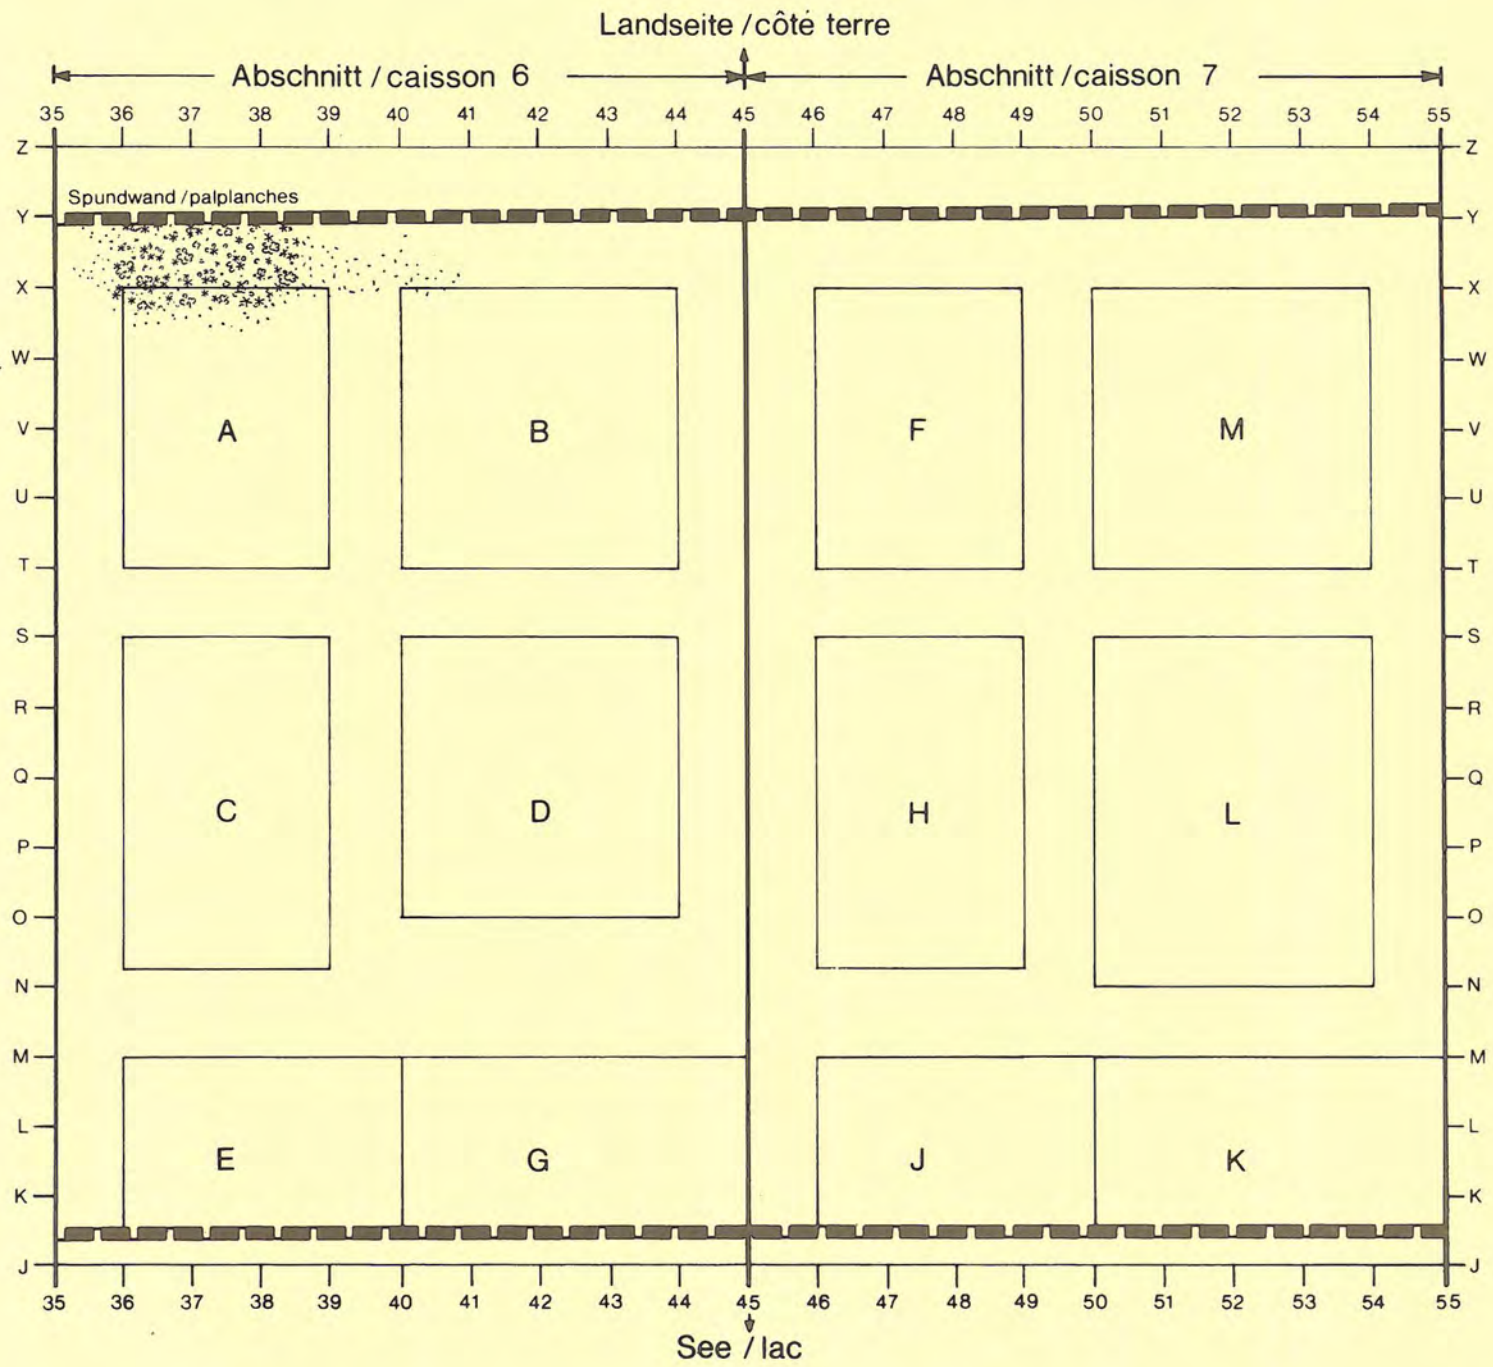 Landseite /côté terre
Abschnitt /caisson 6 Abschnitt /caisson 7
35 36 37 38 39 40 41 42 43 44 45 46 47 48 49 50 51 52 53 54 55
Z Z
Spundwand /palplanches
Y Y
X X
W W
A B F M
V V
U U
T T
S S
R R
Q Q
C D H L
P P
O O
N N
M M
L L
E G J K
K K
J J
35 36 37 38 39 40 41 42 43 44 45 46 47 48 49 50 51 52 53 54 55
See /lac